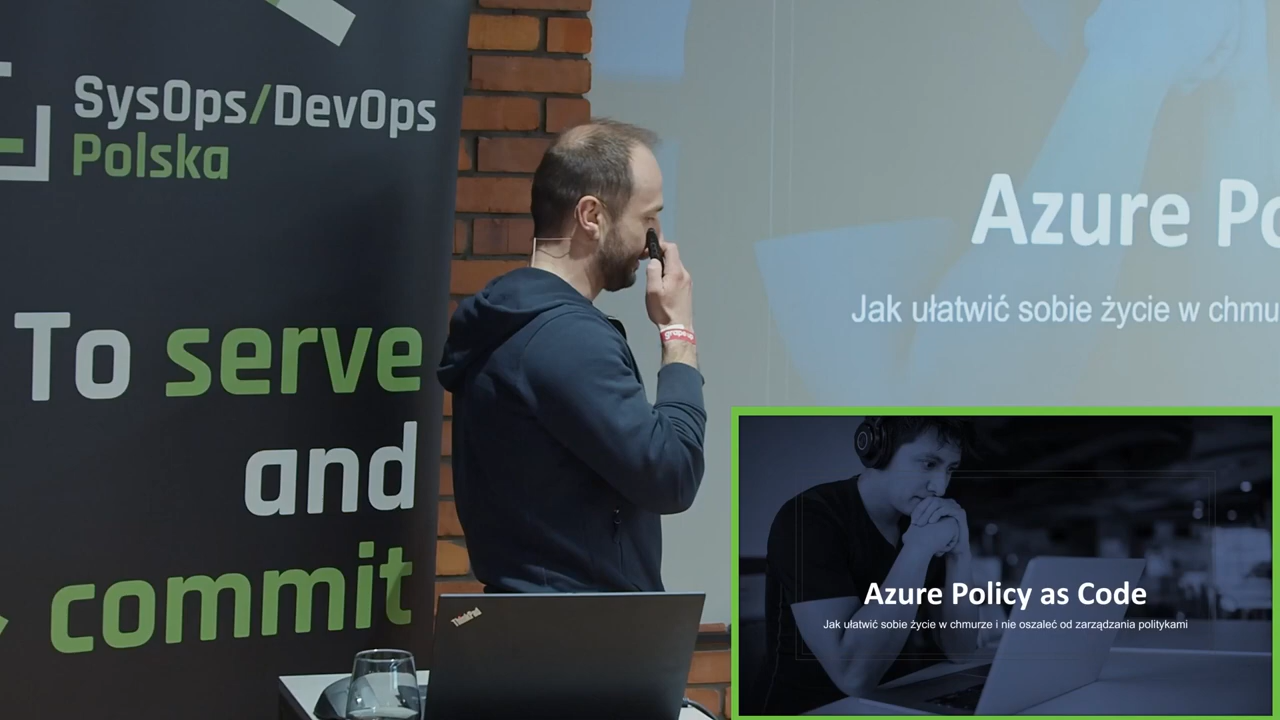 SysOps/DevOps
Polska
To serve
and
commit
ThinkPad
Azure Po
Jak ułatwić sobie życie w chmu
Azure Policy as Code
Jak ułatwić sobie życie w chmurze i nie oszaleć od zarządzania politykami